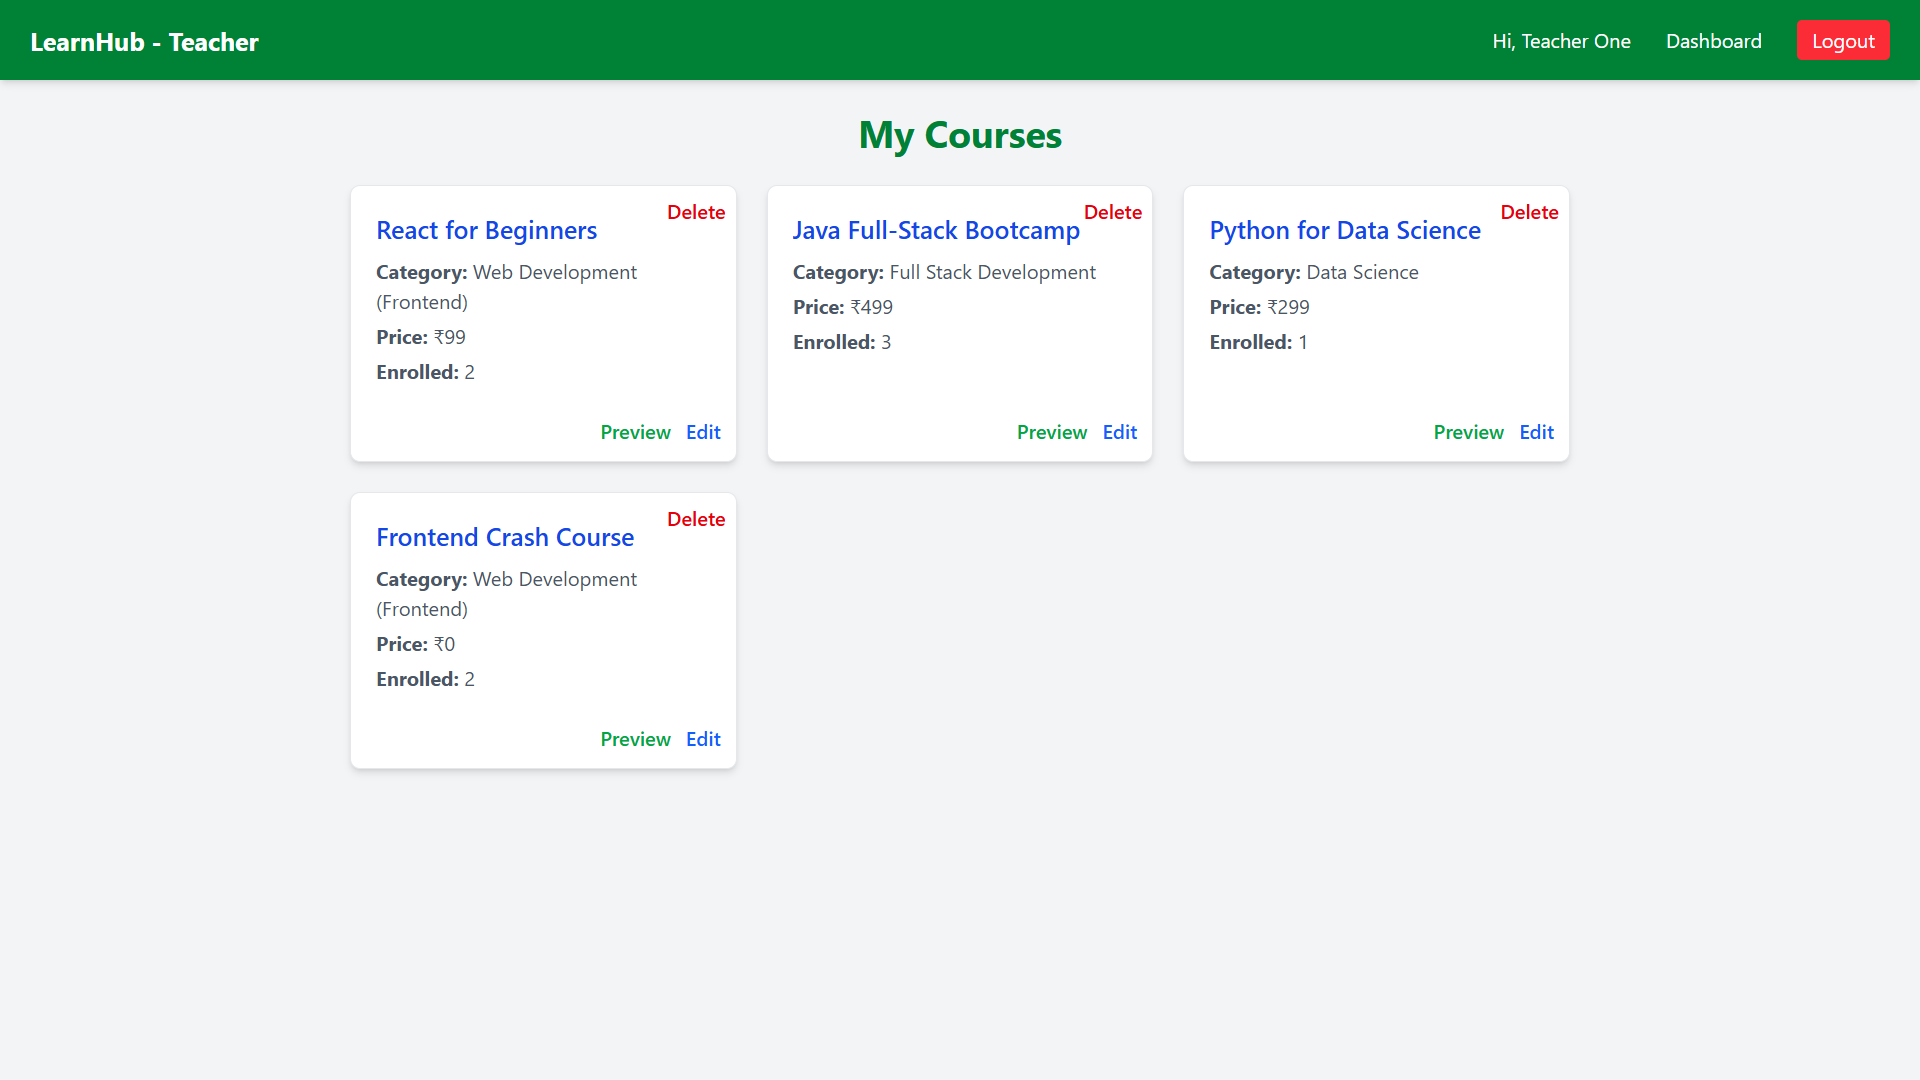 LearnHub - Teacher
Hi, Teacher One
Dashboard
Logout
My Courses
Delete
React for Beginners
Category: Web Development
(Frontend)
Price: ₹99
Enrolled: 2
Preview Edit
Delete
Java Full-Stack Bootcamp
Category: Full Stack Development
Price: ₹499
Enrolled: 3
Preview Edit
Delete
Python for Data Science
Category: Data Science
Price: ₹299
Enrolled: 1
Preview Edit
Delete
Frontend Crash Course
Category: Web Development
(Frontend)
Price: ₹0
Enrolled: 2
Preview Edit